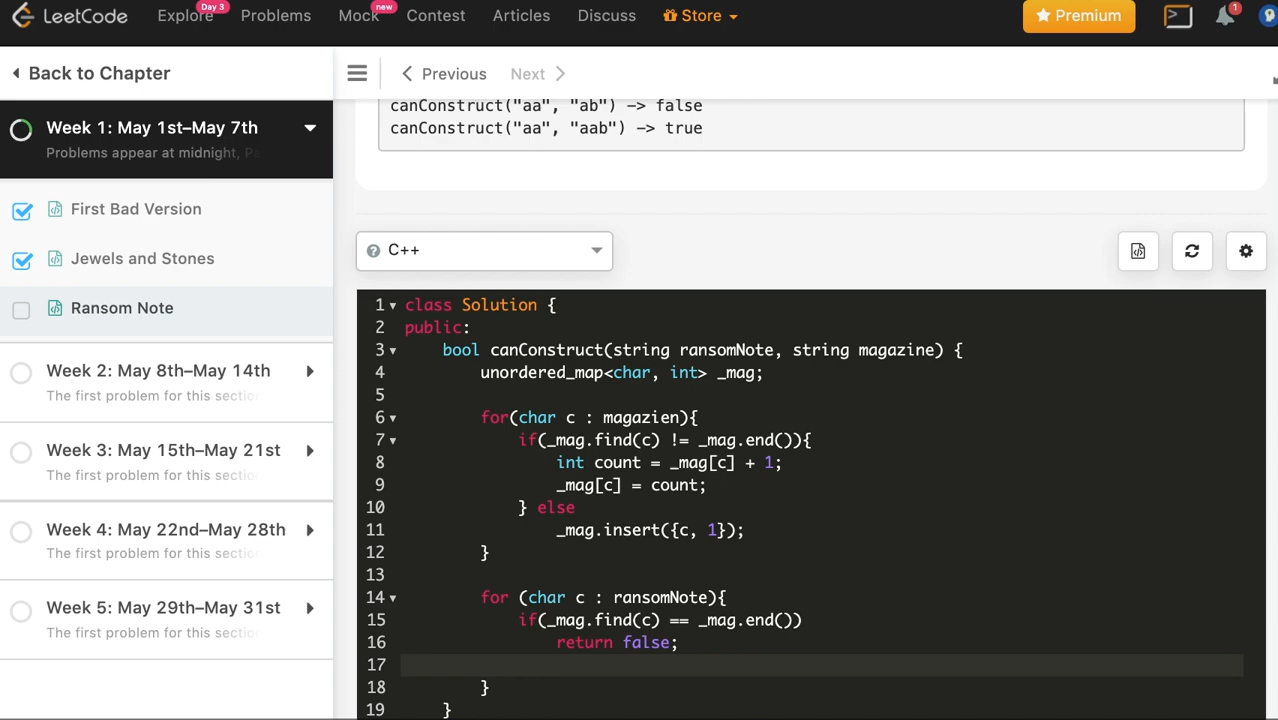 LeetCode
Explore Day 3 Problems Mock new Contest Articles Discuss Store Premium 1
Back to Chapter
Previous Next
Week 1: May 1st–May 7th
Problems appear at midnight,
First Bad Version
Jewels and Stones
Ransom Note
Week 2: May 8th–May 14th
The first problem for this
Week 3: May 15th–May 21st
The first problem for this
Week 4: May 22nd–May 28th
The first problem for this
Week 5: May 29th–May 31st
The first problem for this
canConstruct("aa", "ab") -> false
canConstruct("aa", "aab") -> true
? C++
1 class Solution {
2 public:
3 bool canConstruct(string ransomNote, string magazine) {
4 unordered_map<char, int> _mag;
5
6 for(char c : magazien){
7 if(_mag.find(c) != _mag.end()){
8 int count = _mag[c] + 1;
9 _mag[c] = count;
10 } else
11 _mag.insert({c, 1});
12 }
13
14 for (char c : ransomNote){
15 if(_mag.find(c) == _mag.end())
16 return false;
17
18 }
19 }